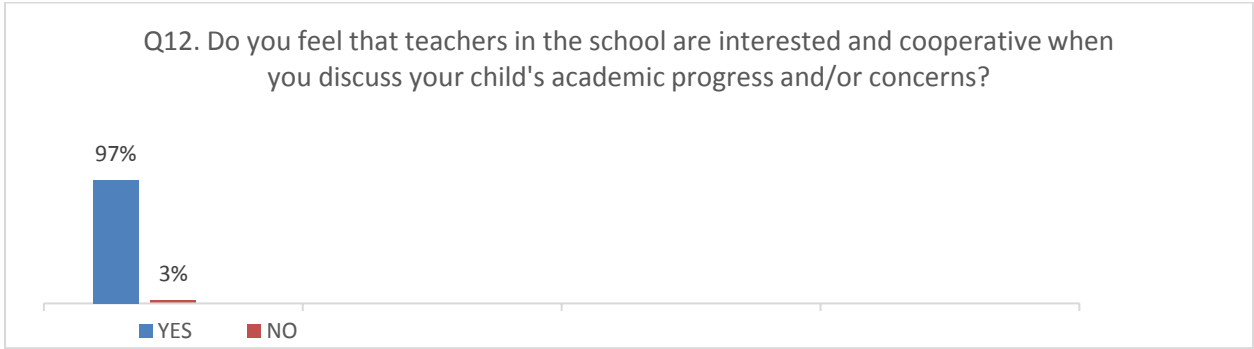 Q12. Do you feel that teachers in the school are interested and cooperative when
you discuss your child's academic progress and/or concerns?
97%
3%
YES NO